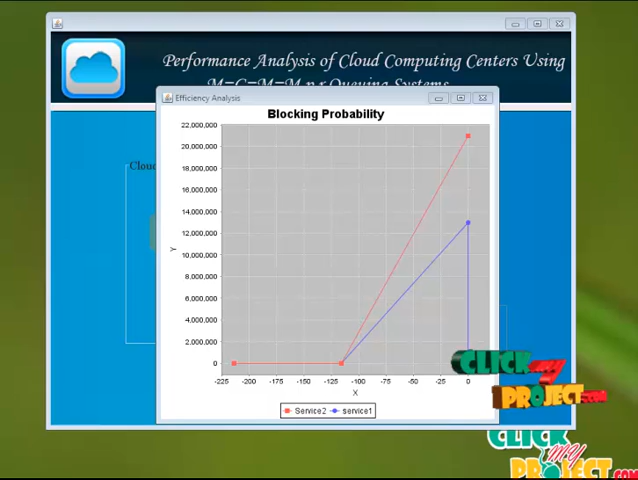 Performance Analysis of Cloud Computing Centers Using
M=G=M=M p r Queuing Systems
Efficiency Analysis
Blocking Probability
22,000,000
20,000,000
18,000,000
16,000,000
14,000,000
12,000,000
10,000,000
8,000,000
6,000,000
4,000,000
2,000,000
0
Y
Cloud
-225 -200 -175 -150 -125 -100 -75 -50 -25 0
X
Service2 service1
CLICK my
PROJECT.COM
CLICK
MY
PROJECT.COM